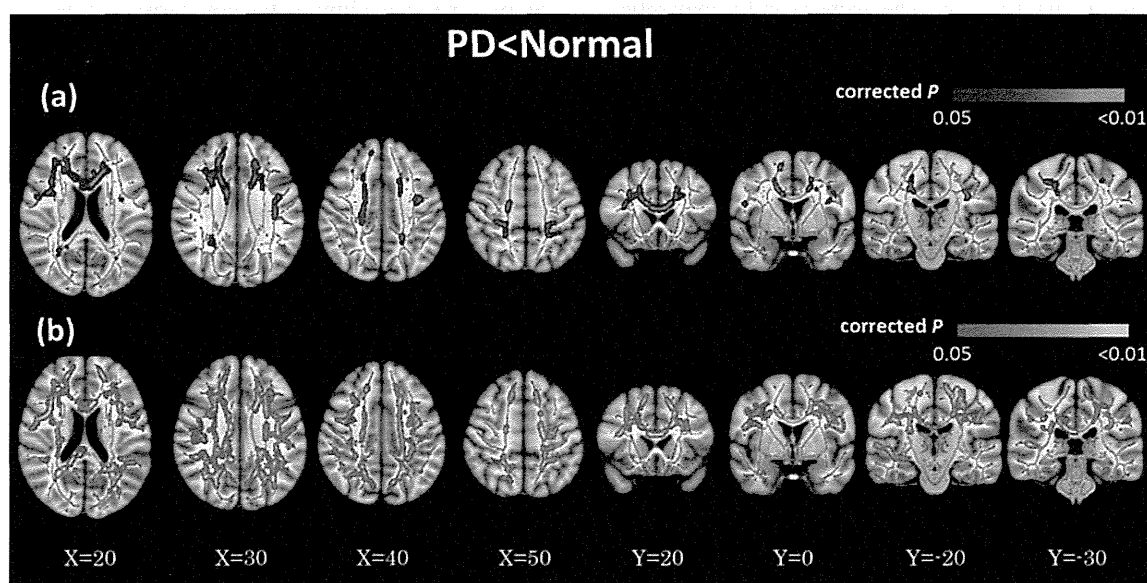 PD<Normal
(a)
corrected P
0.05 <0.01
(b)
corrected P
0.05 <0.01
X=20 X=30 X=40 X=50 Y=20 Y=0 Y=-20 Y=-30